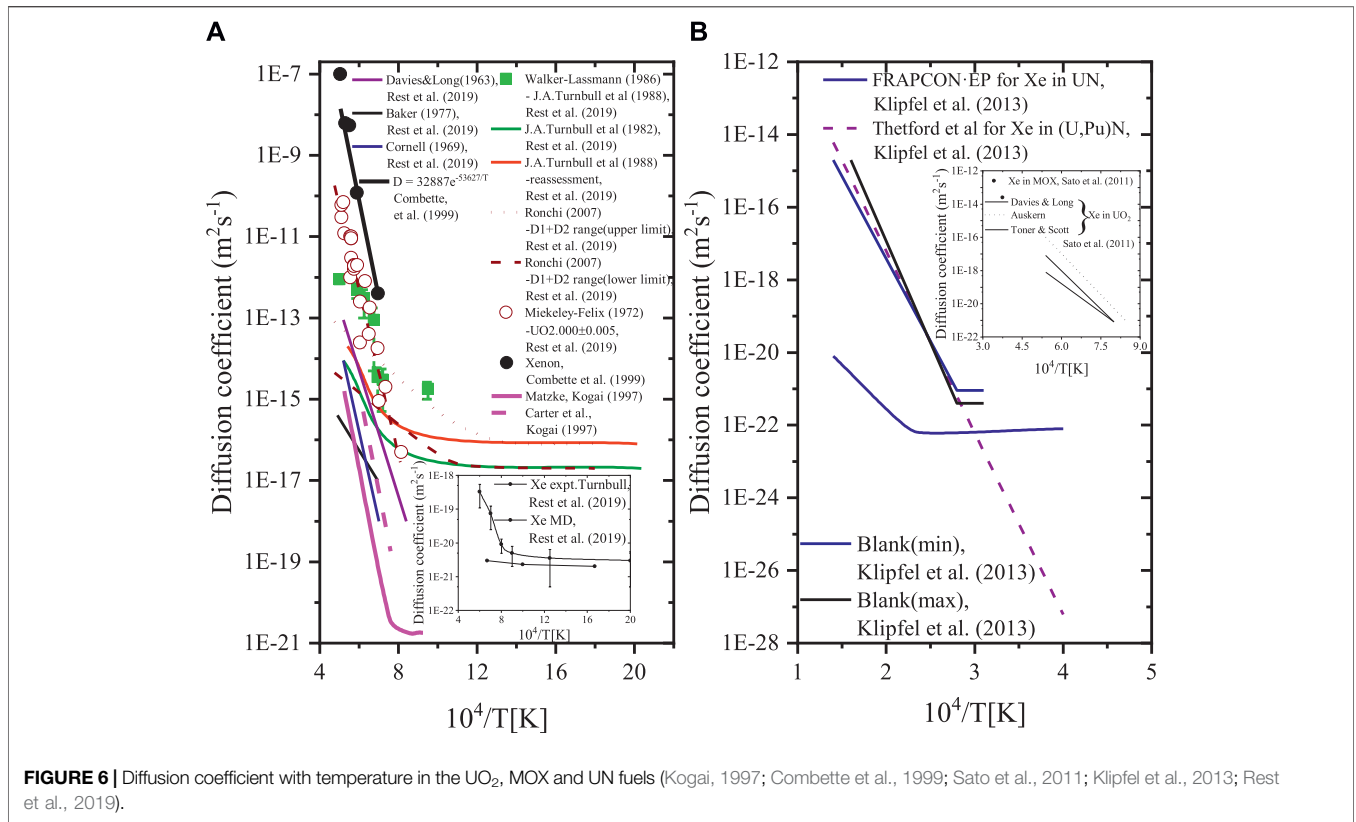 A
Diffusion coefficient (m²s⁻¹)
1E-7
1E-9
1E-11
1E-13
1E-15
1E-17
1E-19
1E-21
Davies&Long(1963),
Rest et al. (2019)
Baker (1977),
Rest et al. (2019)
Cornell (1969),
Rest et al. (2019)
D = 32887e⁻⁵³⁶²⁷/ᵀ
Combette,
et al. (1999)
Walker-Lassmann (1986)
- J.A.Turnbull et al (1988),
Rest et al. (2019)
J.A.Turnbull et al (1982),
Rest et al. (2019)
J.A.Turnbull et al (1988)
-reassessment,
Rest et al. (2019)
Ronchi (2007)
-D1+D2 range(upper limit),
Rest et al. (2019)
Ronchi (2007)
-D1+D2 range(lower limit),
Rest et al. (2019)
Miekeley-Felix (1972)
-UO2.000±0.005,
Rest et al. (2019)
Xenon,
Combette et al. (1999)
Matzke, Kogai (1997)
Carter et al.,
Kogai (1997)
Diffusion coefficient (m²s⁻¹)
1E-18
1E-19
1E-20
1E-21
1E-22
Xe expt.Turnbull,
Rest et al. (2019)
Xe MD,
Rest et al. (2019)
4 8 12 16 20
10⁴/T[K]
4 8 12 16 20
10⁴/T[K]
B
Diffusion coefficient (m²s⁻¹)
1E-12
1E-14
1E-16
1E-18
1E-20
1E-22
1E-24
1E-26
1E-28
FRAPCON·EP for Xe in UN,
Klipfel et al. (2013)
Thetford et al for Xe in (U,Pu)N,
Klipfel et al. (2013)
Diffusion coefficient (m²s⁻¹)
1E-12
1E-14
1E-16
1E-18
1E-20
1E-22
Xe in MOX, Sato et al. (2011)
Davies & Long
Auskern
Xe in UO₂
Toner & Scott
Sato et al. (2011)
3.0 4.5 6.0 7.5 9.0
10⁴/T[K]
Blank(min),
Klipfel et al. (2013)
Blank(max),
Klipfel et al. (2013)
1 2 3 4 5
10⁴/T[K]
FIGURE 6 | Diffusion coefficient with temperature in the UO₂, MOX and UN fuels (Kogai, 1997; Combette et al., 1999; Sato et al., 2011; Klipfel et al., 2013; Rest
et al., 2019).